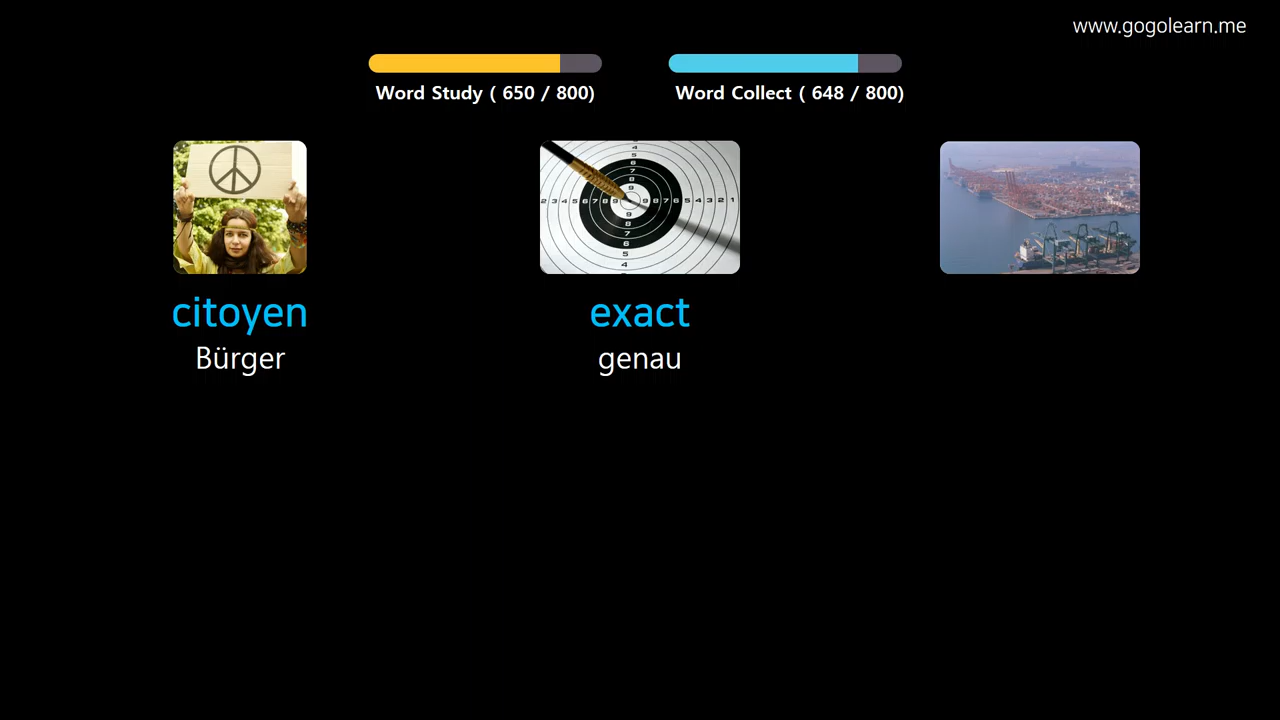 www.gogolearn.me
Word Study ( 650 / 800)
Word Collect ( 648 / 800)
citoyen
Bürger
exact
genau